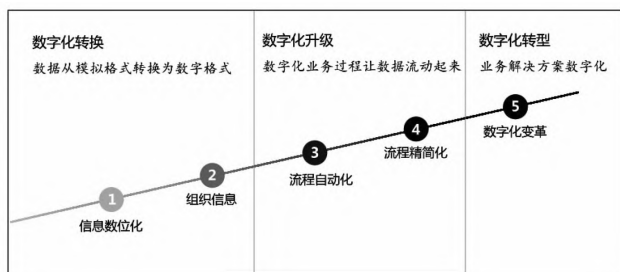 数字化转换
数据从模拟格式转换为数字格式
数字化升级
数字化业务过程让数据流动起来
数字化转型
业务解决方案数字化
1
信息数位化
2
组织信息
3
流程自动化
4
流程精简化
5
数字化变革